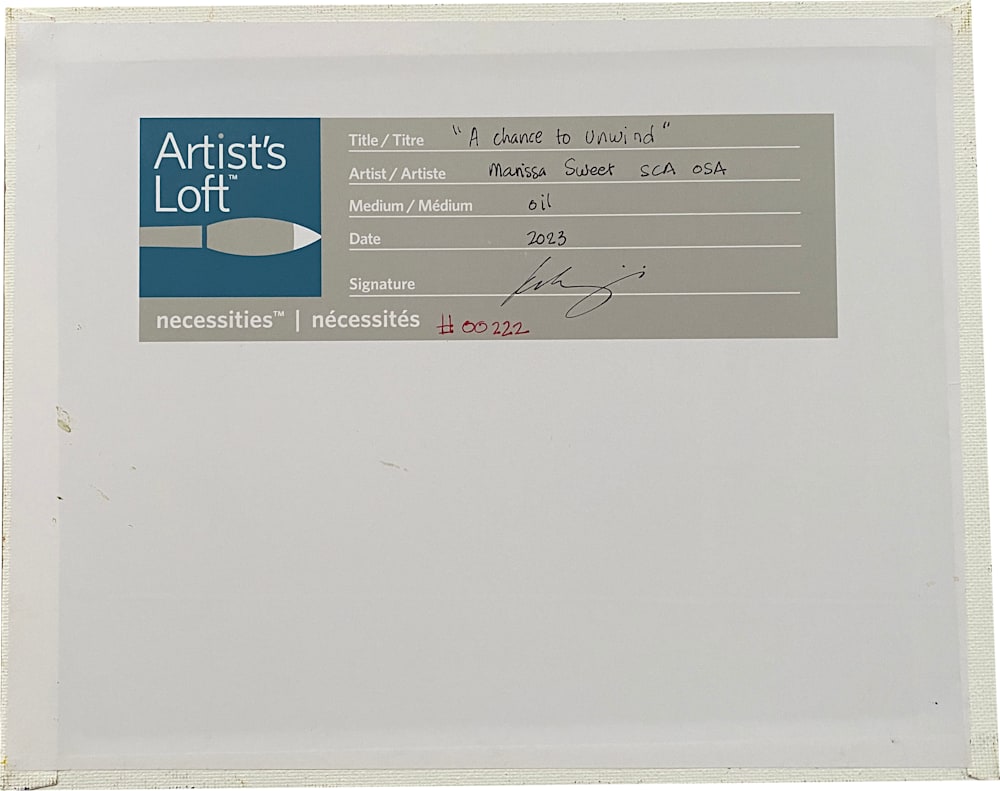 Artist's
Loft™
Title / Titre "A chance to unwind"
Artist / Artiste Marissa Sweet SCA OSA
Medium / Médium oil
Date 2023
Signature
necessities™ | nécessités #00222